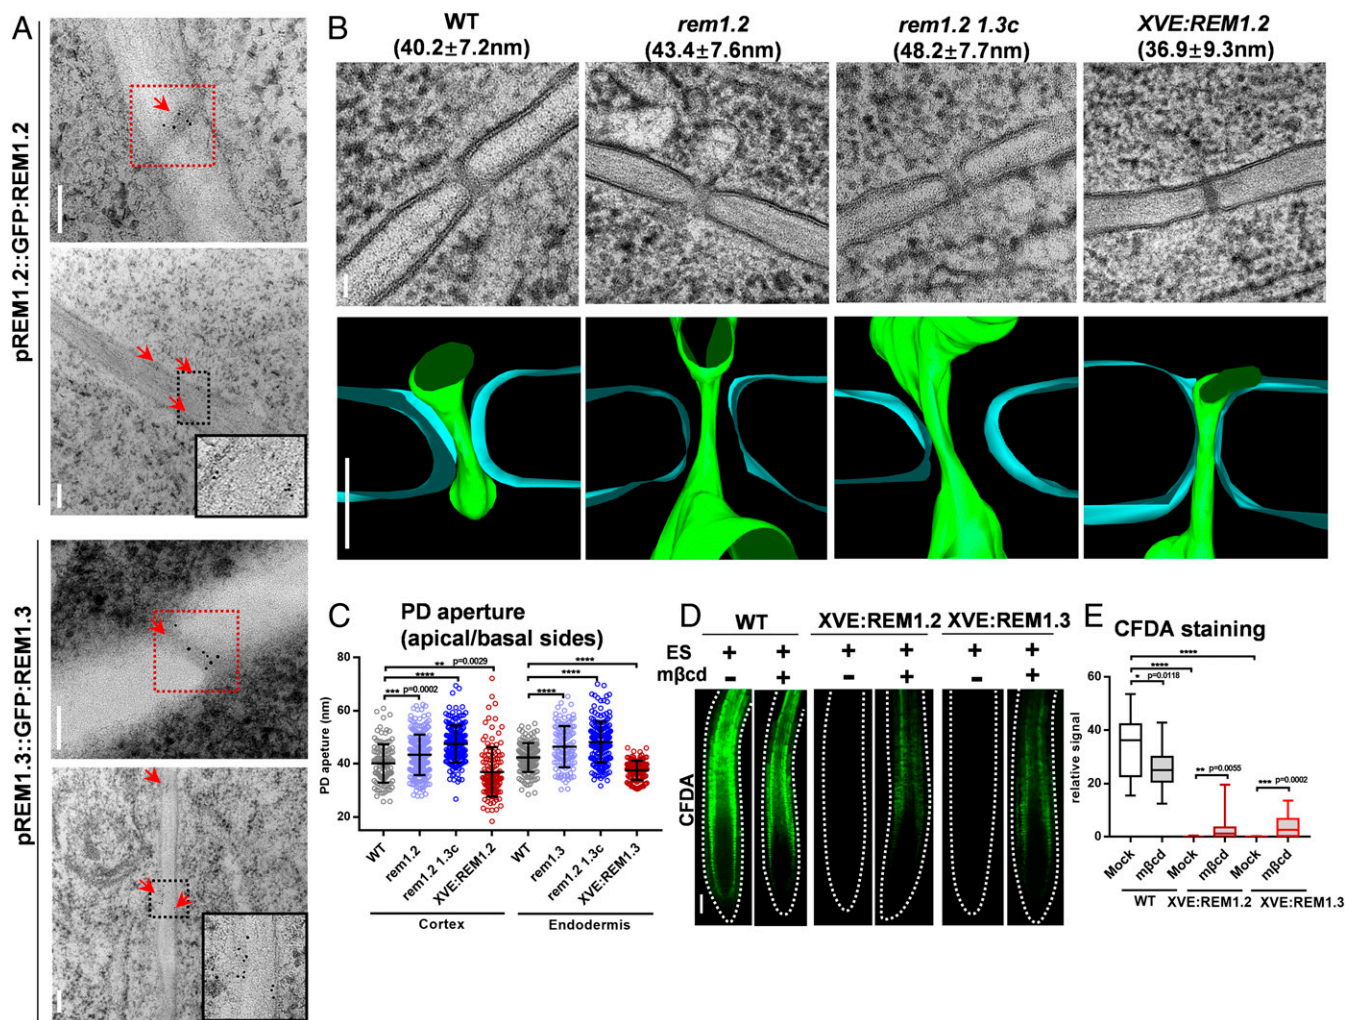 A
pREM1.2::GFP:REM1.2
pREM1.3::GFP:REM1.3
B
WT
(40.2±7.2nm)
rem1.2
(43.4±7.6nm)
rem1.2 1.3c
(48.2±7.7nm)
XVE:REM1.2
(36.9±9.3nm)
C
PD aperture
(apical/basal sides)
PD aperture (nm)
80
60
40
20
** p=0.0029
****
*** p=0.0002
****
****
****
WT
rem1.2
rem1.2 1.3c
XVE:REM1.2
WT
rem1.3
rem1.2 1.3c
XVE:REM1.3
Cortex
Endodermis
D
WT
XVE:REM1.2
XVE:REM1.3
ES + + + + + +
mβcd - + - + - +
CFDA
E
CFDA staining
relative signal
60
40
20
0
****
****
* p=0.0118
** p=0.0055
*** p=0.0002
Mock
mβcd
Mock
mβcd
Mock
mβcd
WT
XVE:REM1.2
XVE:REM1.3